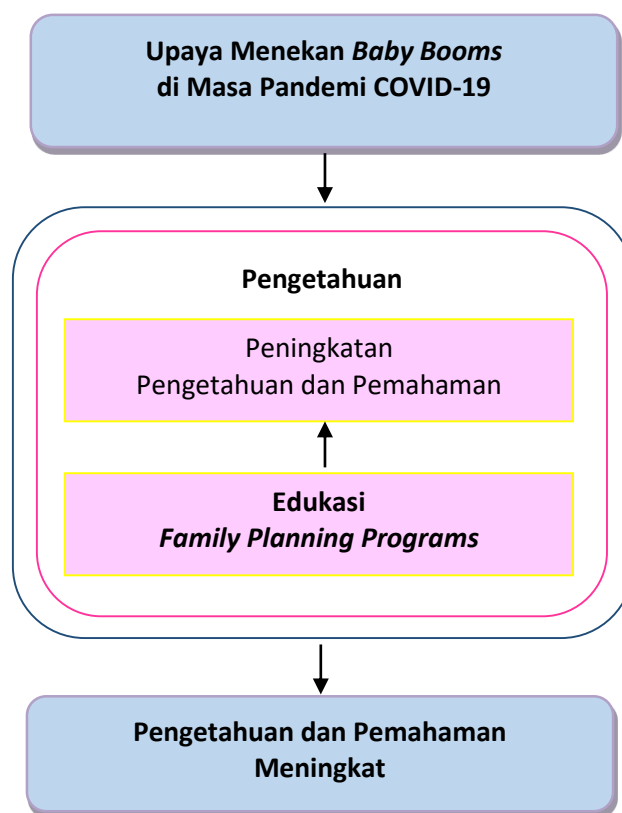 Upaya Menekan Baby Booms
di Masa Pandemi COVID-19
Pengetahuan
Peningkatan
Pengetahuan dan Pemahaman
Edukasi
Family Planning Programs
Pengetahuan dan Pemahaman
Meningkat